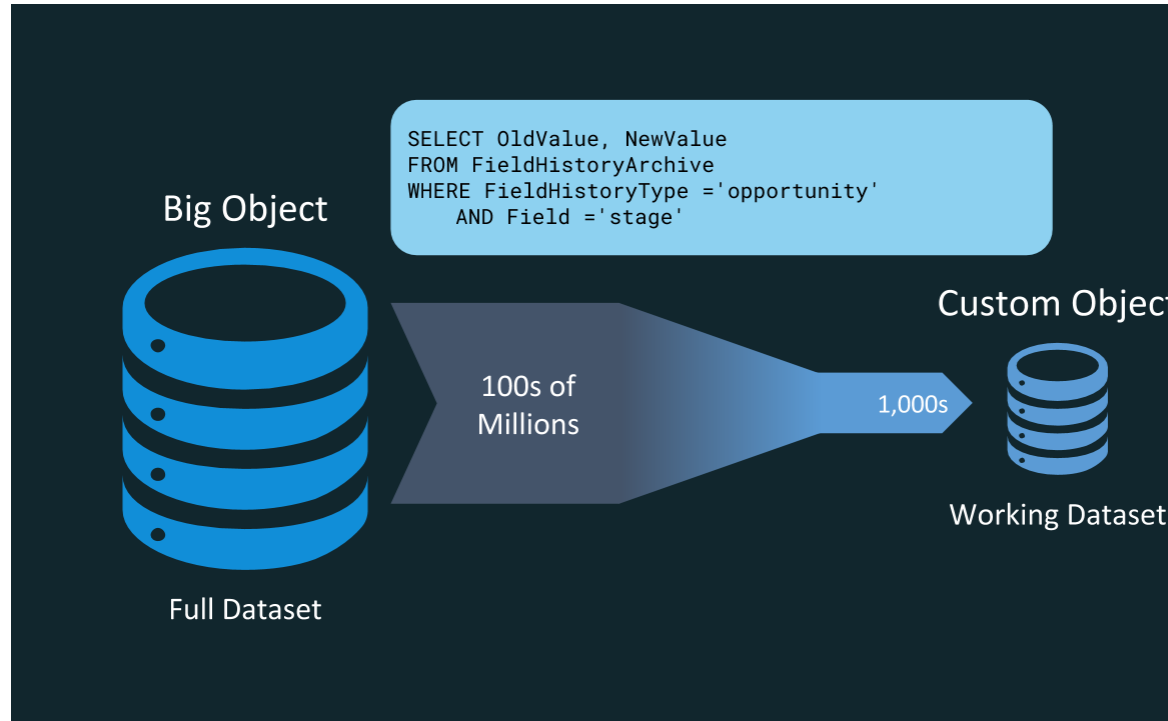 SELECT OldValue, NewValue
FROM FieldHistoryArchive
WHERE FieldHistoryType ='opportunity'
AND Field ='stage'
Big Object
Custom Object
100s of
Millions
1,000s
Working Dataset
Full Dataset